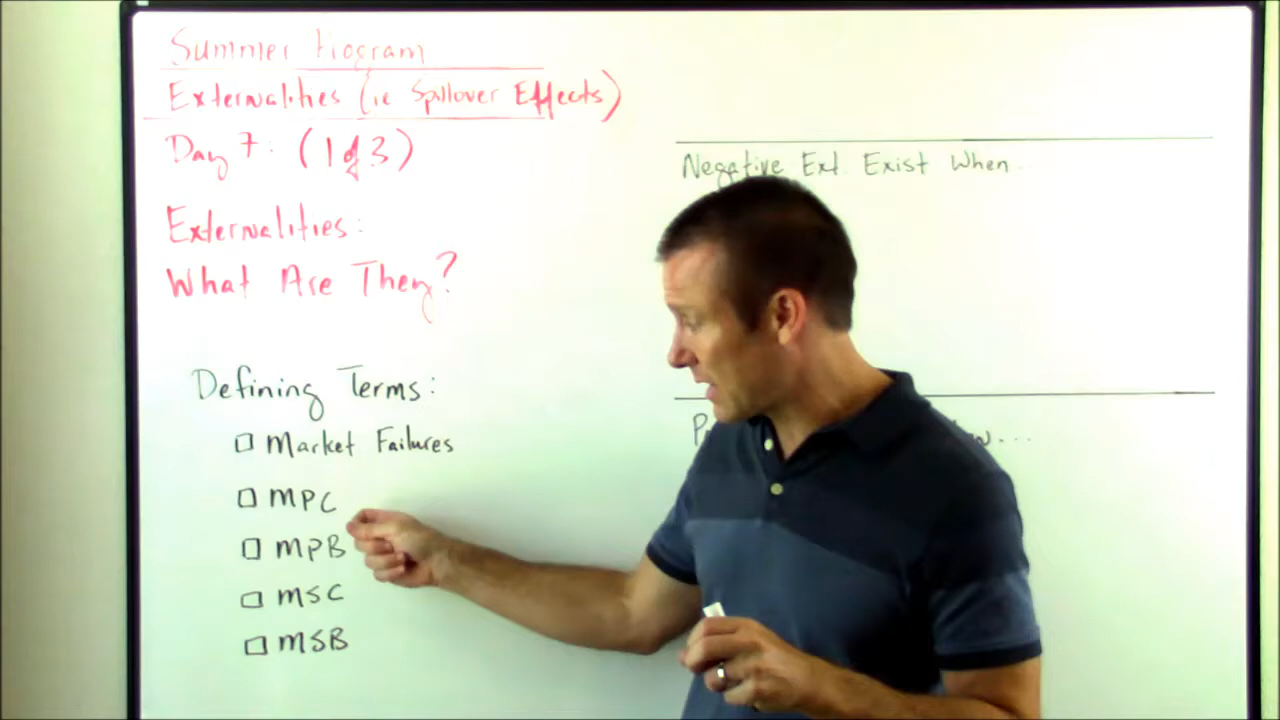 Summer Program
Externalities (ie Spillover Effects)
Day 7: (1 of 3)
Externalities:
What Are They?
Defining Terms:
Market Failures
MPC
MPB
MSC
MSB
Negative Ext. Exist When...